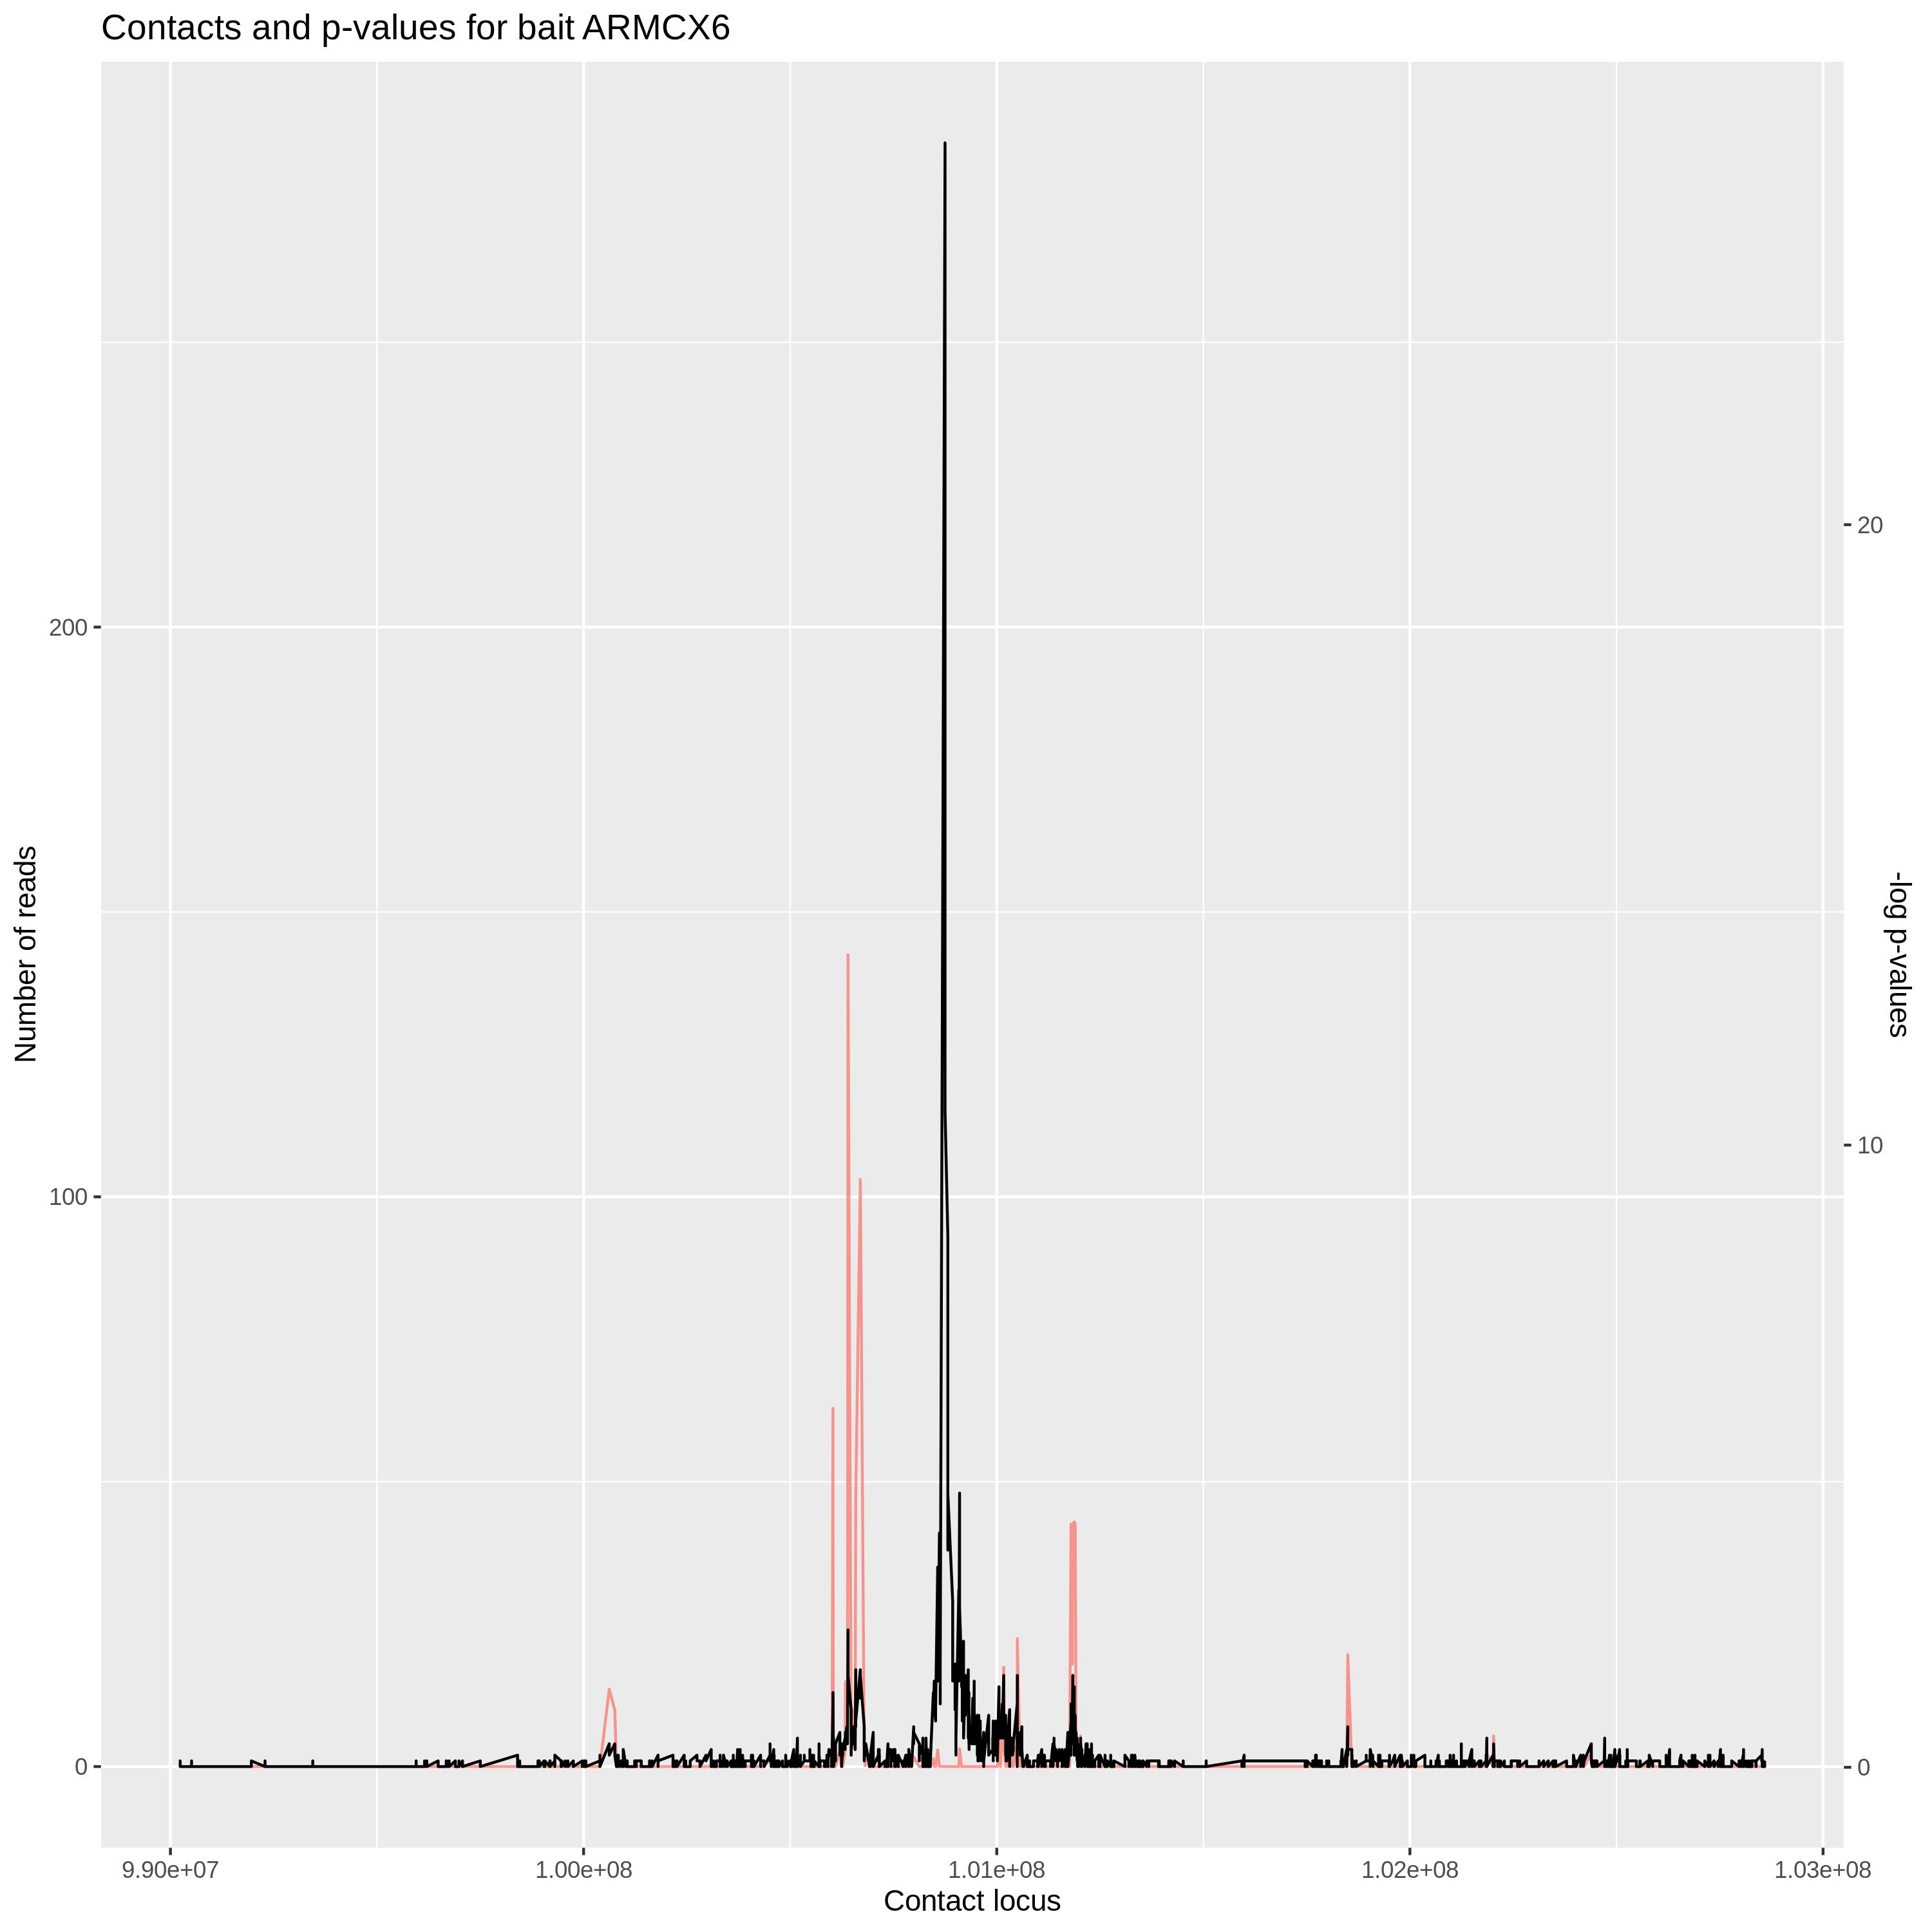 Contacts and p-values for bait ARMCX6
Number of reads
200
100
0
20
10
0
-log p-values
9.90e+07
1.00e+08
1.01e+08
1.02e+08
1.03e+08
Contact locus